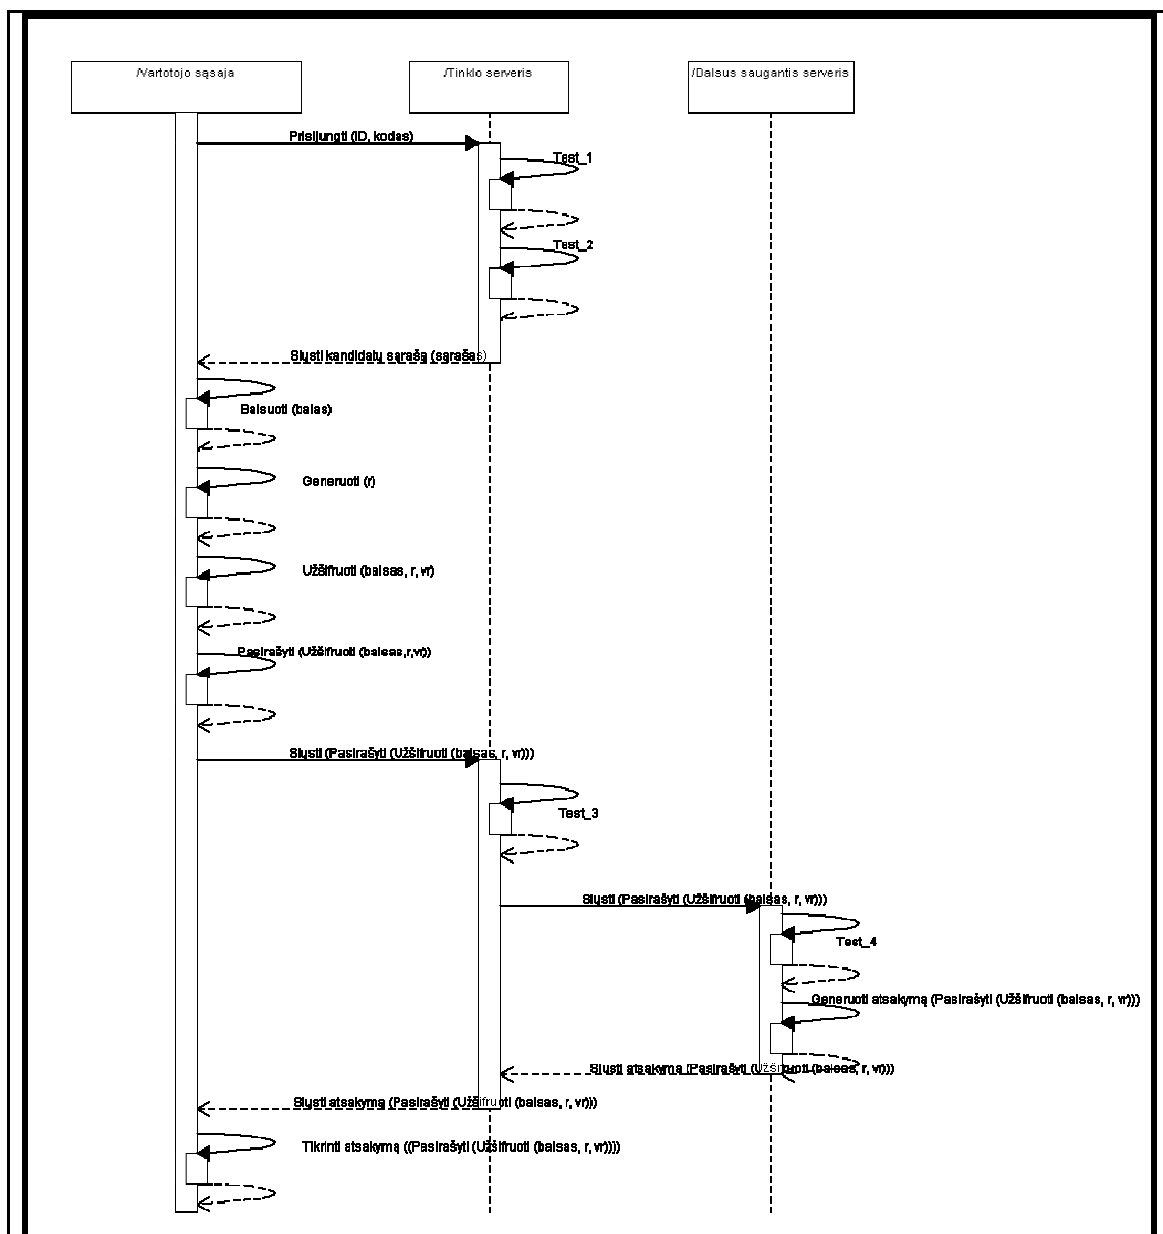 /Vartotojo sąsaja
/Tinklo serveris
/Balsus saugantis serveris
Prisijungti (ID, kodas)
Test_1
Test_2
Siųsti kandidatų sąrašą (sąrašas)
Balsuoti (balas)
Generuoti (r)
Užšifruoti (balsas, r, vr)
Pasirašyti (Užšifruoti (balsas,r,vr))
Siųsti (Pasirašyti (Užšifruoti (balsas, r, vr)))
Test_3
Siųsti (Pasirašyti (Užšifruoti (balsas, r, vr)))
Test_4
Generuoti atsakymą (Pasirašyti (Užšifruoti (balsas, r, vr)))
Siųsti atsakymą (Pasirašyti (Užšifruoti (balsas, r, vr)))
Siųsti atsakymą (Pasirašyti (Užšifruoti (balsas, r, vr)))
Tikrinti atsakymą ((Pasirašyti (Užšifruoti (balsas, r, vr))))